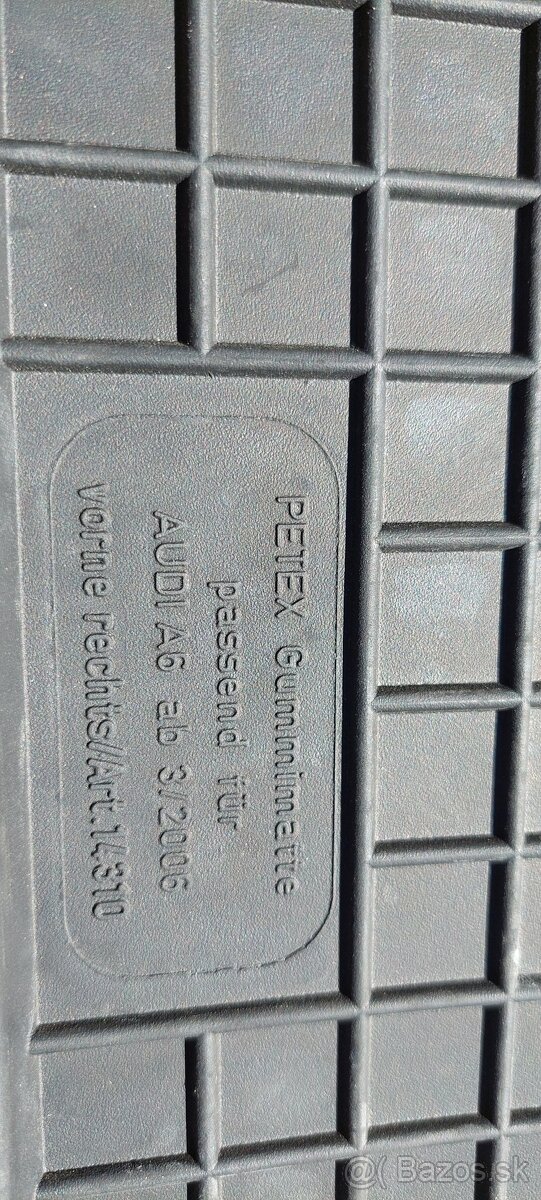 PETEX Gummimatte
passend für
AUDI A6 ab 3/2006
vorne rechts//Art.14310
@ Bazos.sk